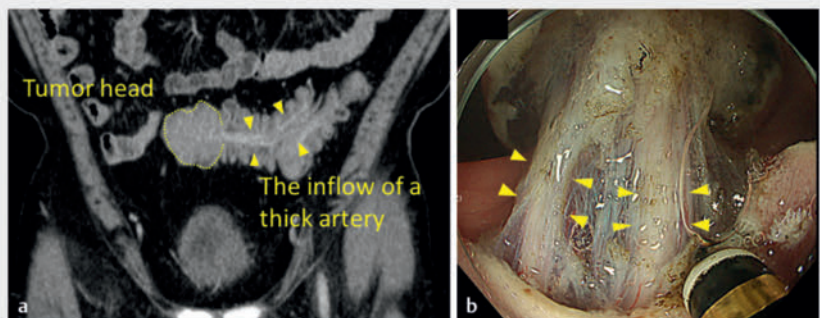 Tumor head
The inflow of a
thick artery
a
b